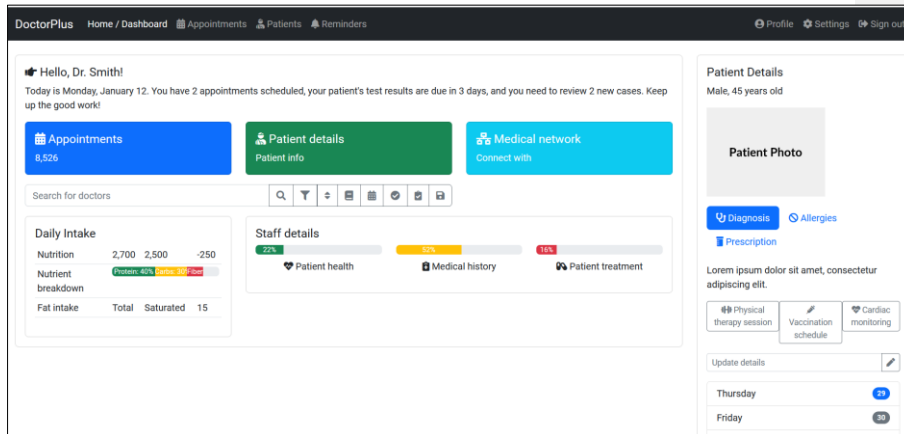 DoctorPlus Home / Dashboard Appointments Patients Reminders Profile Settings Sign out
Hello, Dr. Smith!
Today is Monday, January 12. You have 2 appointments scheduled, your patient's test results are due in 3 days, and you need to review 2 new cases. Keep
up the good work!
Appointments
8,526
Patient details
Patient info
Medical network
Connect with
Search for doctors
Daily Intake
Nutrition 2,700 2,500 -250
Nutrient
breakdown
Protein: 40% Carbs: 30% Fiber
Fat intake Total Saturated 15
Staff details
22% 52% 16%
Patient health Medical history Patient treatment
Patient Details
Male, 45 years old
Patient Photo
Diagnosis Allergies
Prescription
Lorem ipsum dolor sit amet, consectetur
adipiscing elit.
Physical
therapy session
Vaccination
schedule
Cardiac
monitoring
Update details
Thursday 29
Friday 30